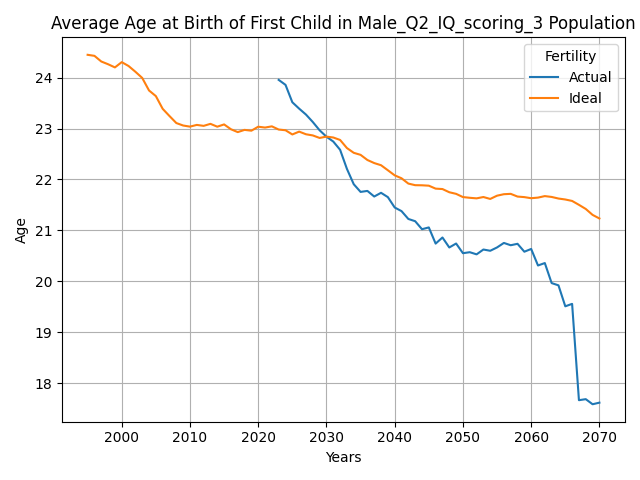 Average Age at Birth of First Child in Male_Q2_IQ_scoring_3 Population
Fertility
Actual
Ideal
Age
24
23
22
21
20
19
18
2000 2010 2020 2030 2040 2050 2060 2070
Years